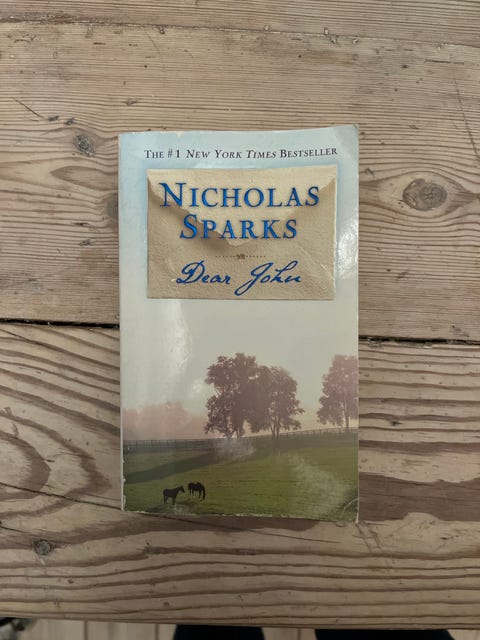 THE #1 NEW YORK TIMES BESTSELLER
NICHOLAS
SPARKS
Dear John